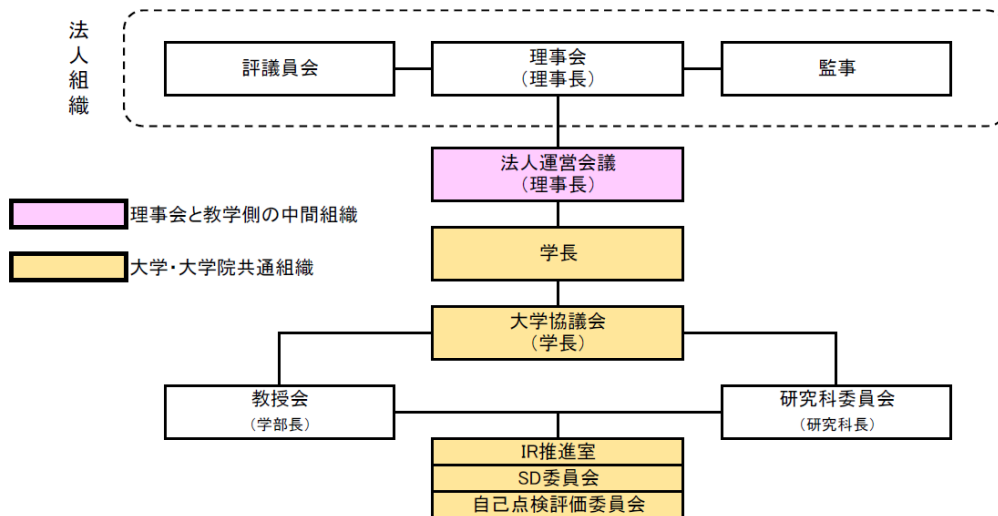 法人組織
評議員会
理事会
（理事長）
監事
法人運営会議
（理事長）
理事会と教学側の中間組織
学長
大学・大学院共通組織
大学協議会
（学長）
教授会
（学部長）
研究科委員会
（研究科長）
IR推進室
SD委員会
自己点検評価委員会